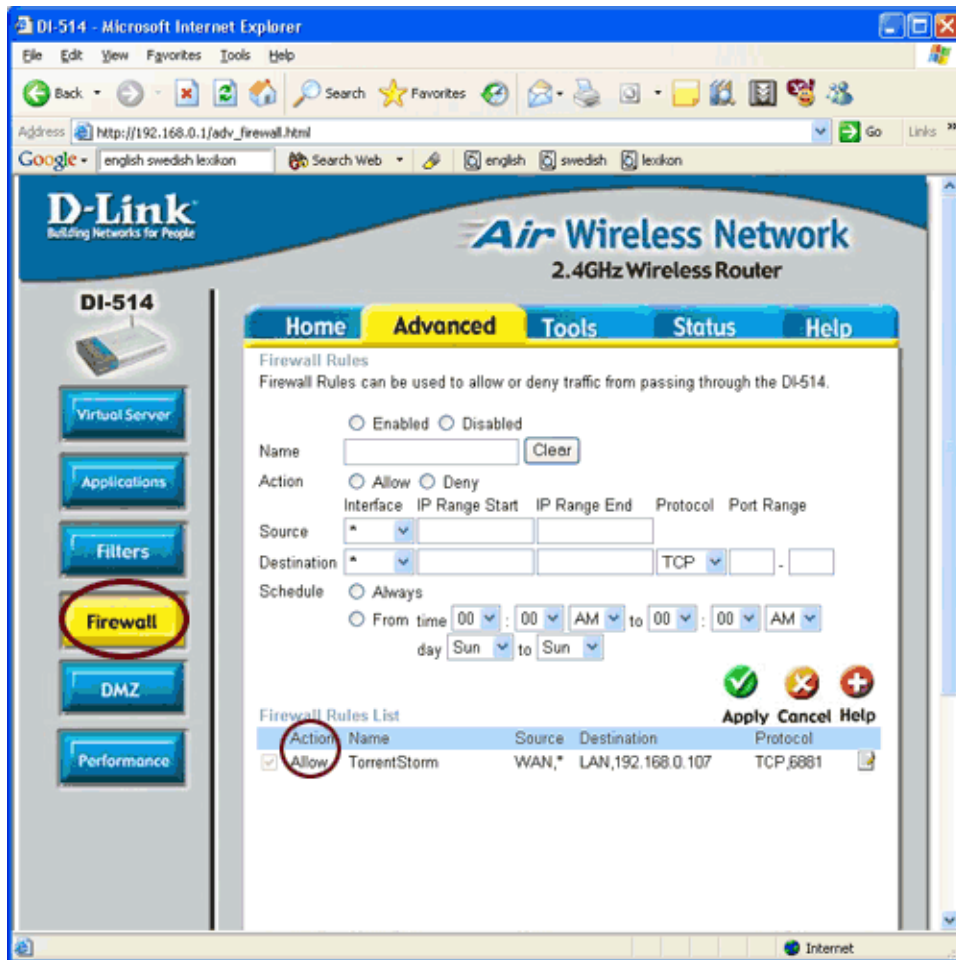 DI-514 - Microsoft Internet Explorer
File Edit View Favorites Tools Help
Back Search Favorites
Address http://192.168.0.1/adv_firewall.html Go Links »
Google english swedish lexikon Search Web english swedish lexikon
D-Link
Building Networks for People
Air Wireless Network
2.4GHz Wireless Router
DI-514
Home Advanced Tools Status Help
Virtual Server
Applications
Filters
Firewall
DMZ
Performance
Firewall Rules
Firewall Rules can be used to allow or deny traffic from passing through the DI-514.
Enabled Disabled
Name Clear
Action Allow Deny
Interface IP Range Start IP Range End Protocol Port Range
Source *
Destination * TCP -
Schedule Always
From time 00 : 00 AM to 00 : 00 AM
day Sun to Sun
Apply Cancel Help
Firewall Rules List
Action Name Source Destination Protocol
Allow TorrentStorm WAN,* LAN,192.168.0.107 TCP,6881
Internet